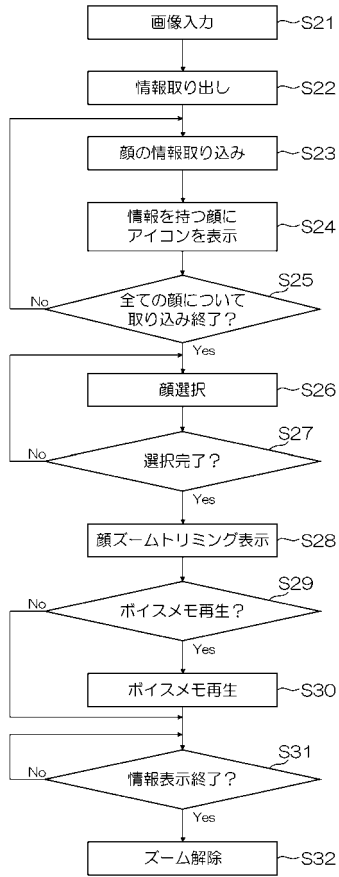 画像入力 S21
情報取り出し S22
顔の情報取り込み S23
情報を持つ顔に
アイコンを表示 S24
S25
全ての顔について
取り込み終了?
No
Yes
顔選択 S26
S27
選択完了?
No
Yes
顔ズームトリミング表示 S28
S29
ボイスメモ再生?
No
Yes
ボイスメモ再生 S30
S31
情報表示終了?
No
Yes
ズーム解除 S32